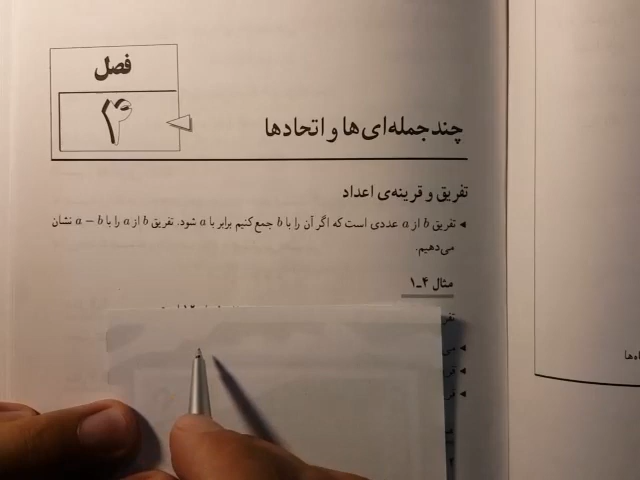 فصل
۴
چندجمله‌ای‌ها و اتحادها
تفریق و قرینه‌ی اعداد
◂ تفریق b از a عددی است که اگر آن را با b جمع کنیم برابر با a شود. تفریق b از a را با a − b نشان
می‌دهیم.
مثال ۴ـ۱